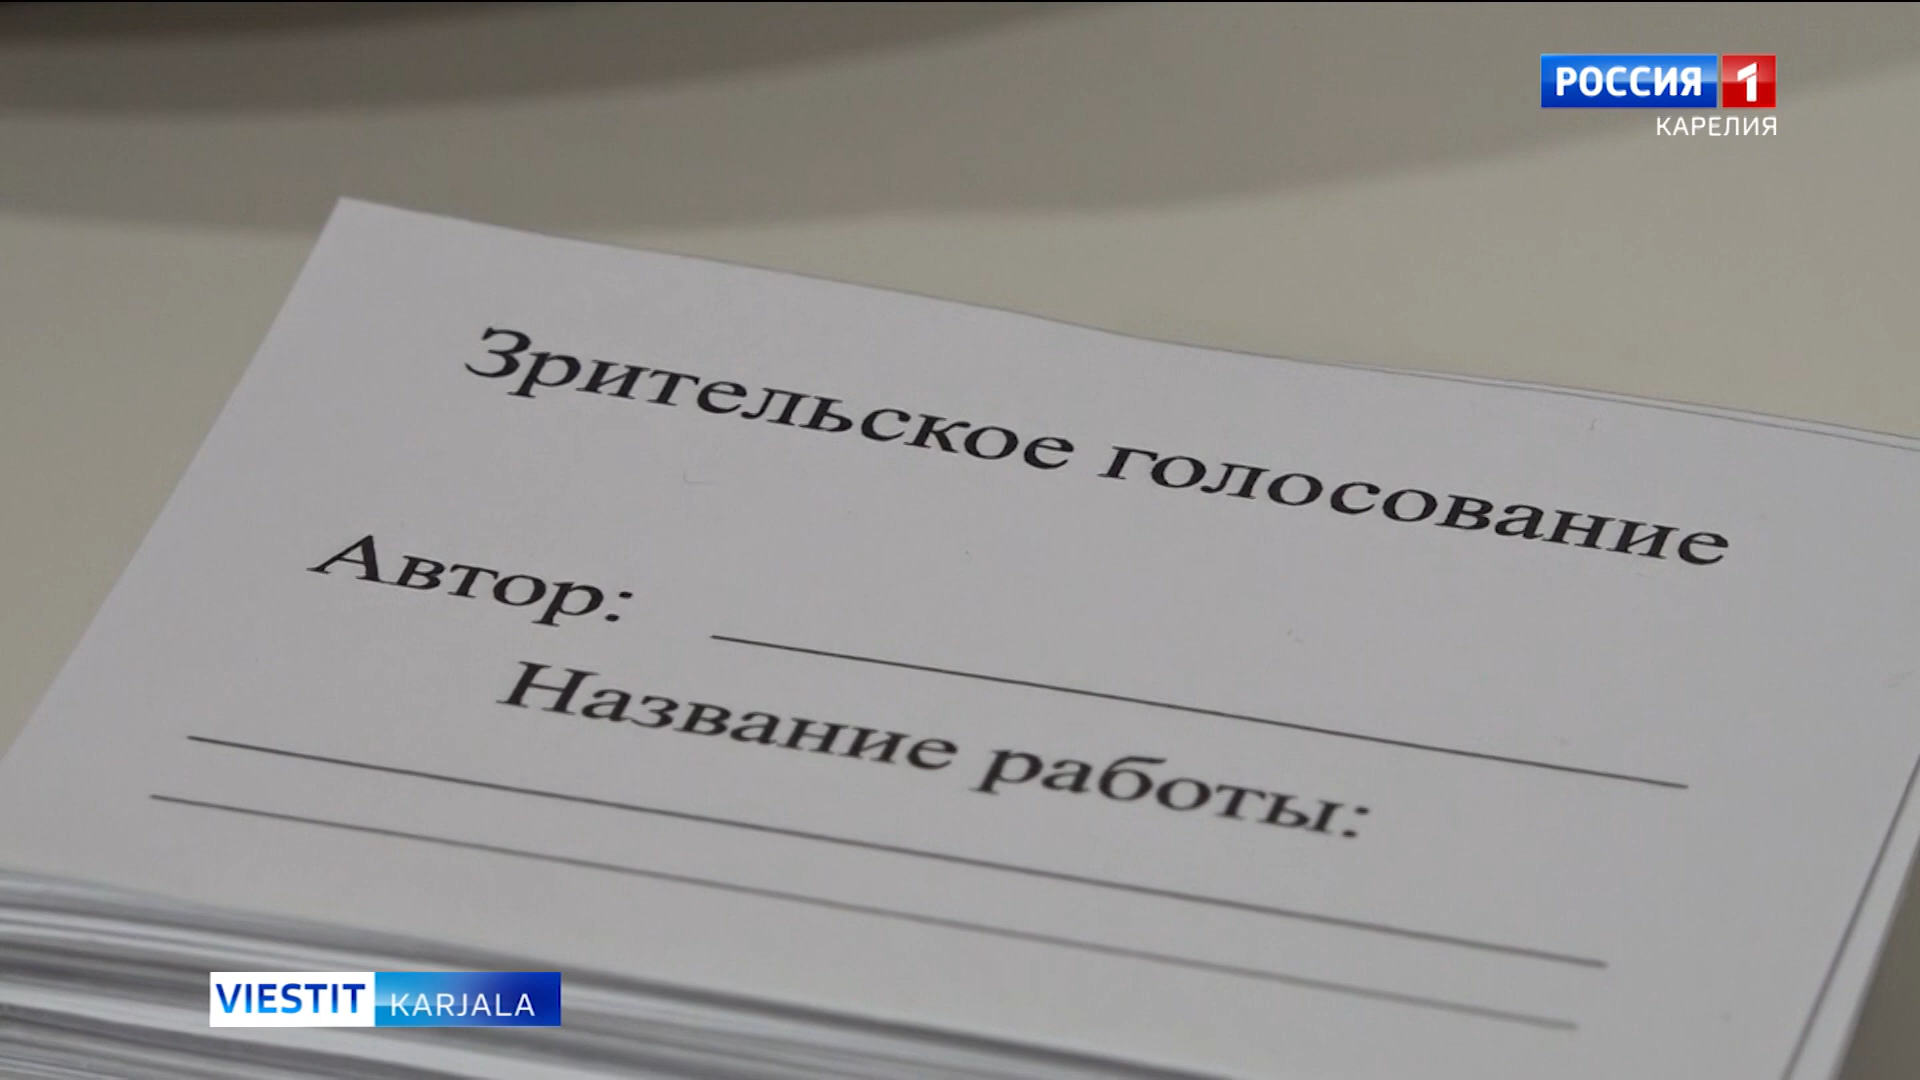 РОССИЯ 1
КАРЕЛИЯ
Зрительское голосование
Автор:
Название работы:
VIESTIT KARJALA